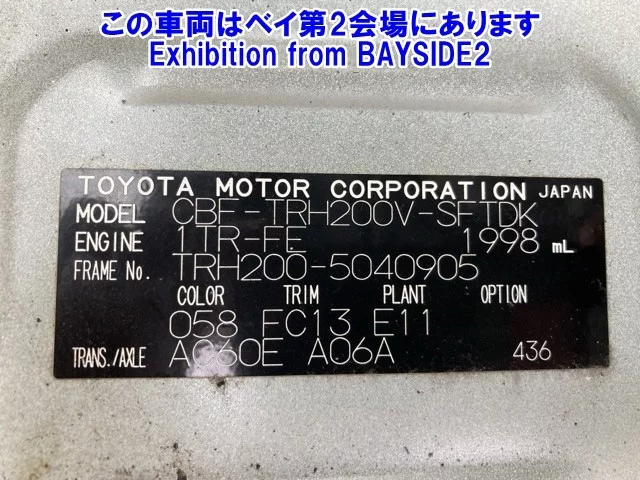 この車両はベイ第2会場にあります
Exhibition from BAYSIDE2
TOYOTA MOTOR CORPORATION JAPAN
MODEL CBF-TRH200V-SFTDK
ENGINE 1TR-FE 1998 mL
FRAME No. TRH200-5040905
COLOR TRIM PLANT OPTION
058 FC13 E11
TRANS./AXLE AC60E A06A 436